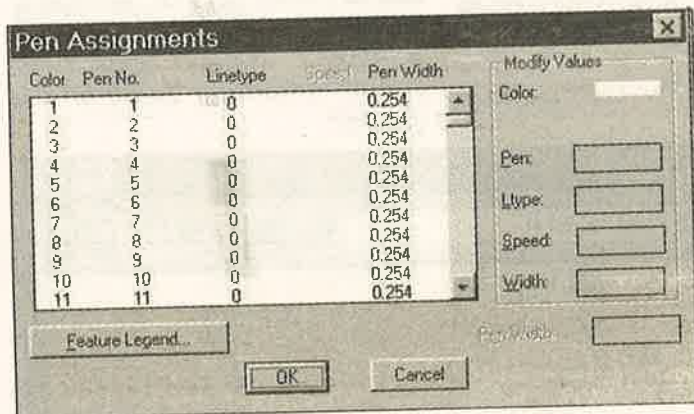 Pen Assignments
Color Pen No. Linetype Speed Pen Width
1 1 0 0.254
2 2 0 0.254
3 3 0 0.254
4 4 0 0.254
5 5 0 0.254
6 6 0 0.254
7 7 0 0.254
8 8 0 0.254
9 9 0 0.254
10 10 0 0.254
11 11 0 0.254
Modify Values
Color:
Pen:
Ltype:
Speed:
Width:
Feature Legend...
Pen Width:
OK Cancel